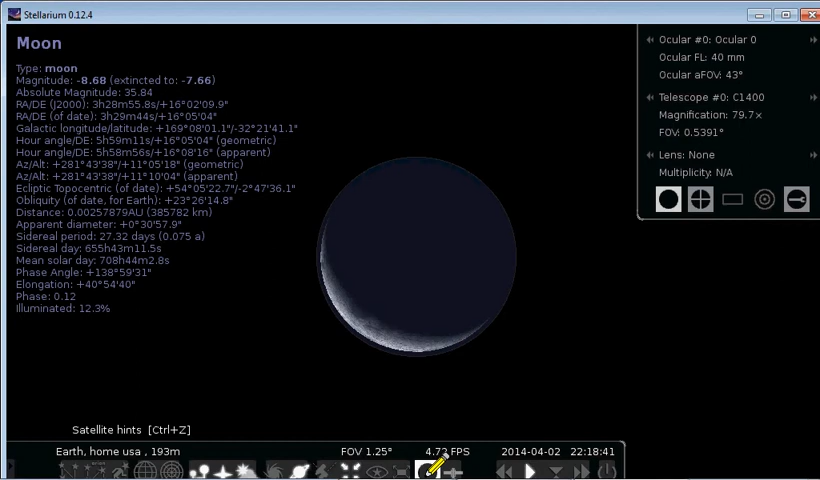 Stellarium 0.12.4
Moon
Type: moon
Magnitude: -8.68 (extincted to: -7.66)
Absolute Magnitude: 35.84
RA/DE (J2000): 3h28m55.8s/+16°02'09.9"
RA/DE (of date): 3h29m44s/+16°05'04"
Galactic longitude/latitude: +169°08'01.1"/-32°21'41.1"
Hour angle/DE: 5h59m11s/+16°05'04" (geometric)
Hour angle/DE: 5h58m56s/+16°08'16" (apparent)
Az/Alt: +281°43'38"/+11°05'18" (geometric)
Az/Alt: +281°43'38"/+11°10'04" (apparent)
Ecliptic Topocentric (of date): +54°05'22.7"/-2°47'36.1"
Obliquity (of date, for Earth): +23°26'14.8"
Distance: 0.00257879AU (385782 km)
Apparent diameter: +0°30'57.9"
Sidereal period: 27.32 days (0.075 a)
Sidereal day: 655h43m11.5s
Mean solar day: 708h44m2.8s
Phase Angle: +138°59'31"
Elongation: +40°54'40"
Phase: 0.12
Illuminated: 12.3%
Ocular #0: Ocular 0
Ocular FL: 40 mm
Ocular aFOV: 43°
Telescope #0: C1400
Magnification: 79.7×
FOV: 0.5391°
Lens: None
Multiplicity: N/A
Satellite hints [Ctrl+Z]
Earth, home usa , 193m FOV 1.25° 4.72 FPS 2014-04-02 22:18:41